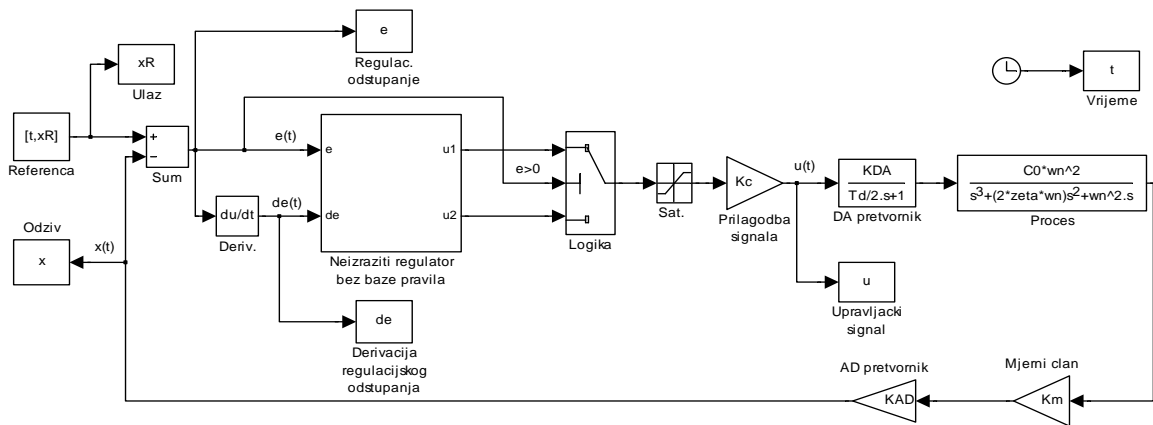 e
Regulac.
odstupanje
xR
Ulaz
t
Vrijeme
[t,xR]
Referenca
+
−
Sum
e(t)
e
u1
de
u2
Neizraziti regulator
bez baze pravila
e>0
Logika
Sat.
Kc
Prilagodba
signala
u(t)
KDA
Td/2.s+1
DA pretvornik
C0*wn^2
s³+(2*zeta*wn)s²+wn^2.s
Proces
du/dt
Deriv.
de(t)
Odziv
x
x(t)
de
Derivacija
regulacijskog
odstupanja
u
Upravljacki
signal
AD pretvornik
KAD
Mjerni clan
Km